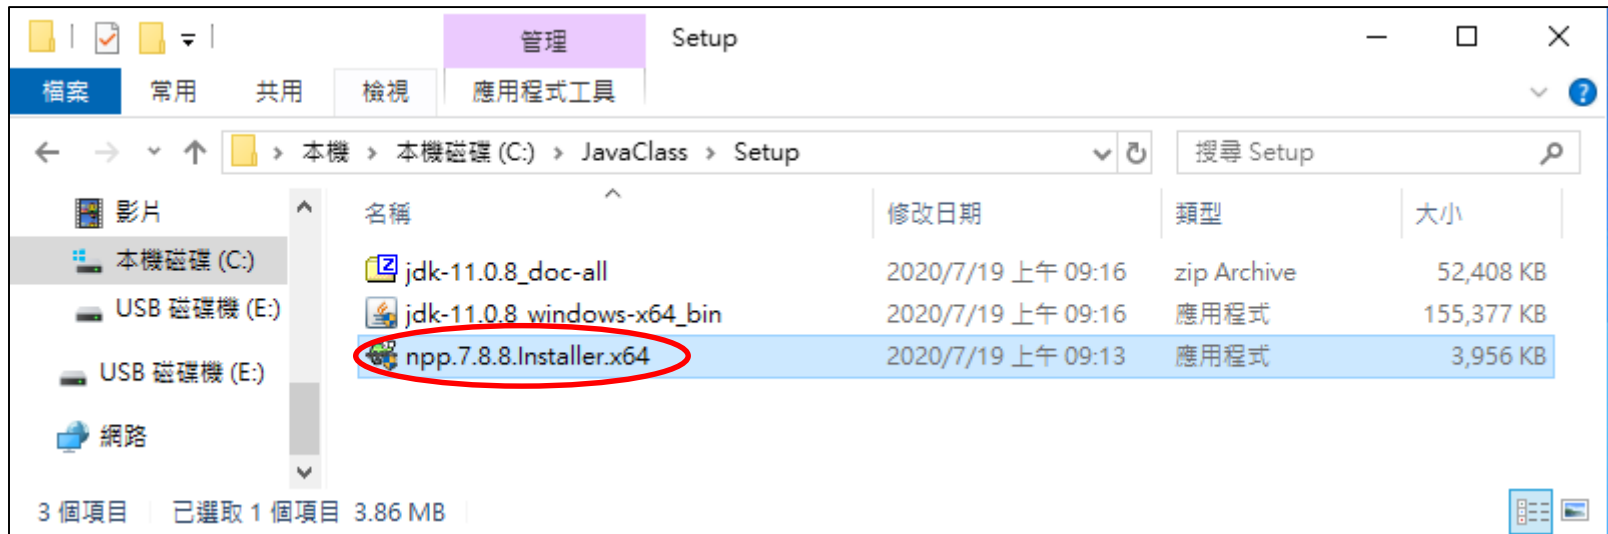 管理 Setup
檔案 常用 共用 檢視 應用程式工具
本機 本機磁碟 (C:) JavaClass Setup 搜尋 Setup
影片 名稱 修改日期 類型 大小
本機磁碟 (C:) jdk-11.0.8_doc-all 2020/7/19 上午 09:16 zip Archive 52,408 KB
USB 磁碟機 (E:) jdk-11.0.8_windows-x64_bin 2020/7/19 上午 09:16 應用程式 155,377 KB
USB 磁碟機 (E:) npp.7.8.8.Installer.x64 2020/7/19 上午 09:13 應用程式 3,956 KB
網路
3 個項目 已選取 1 個項目 3.86 MB